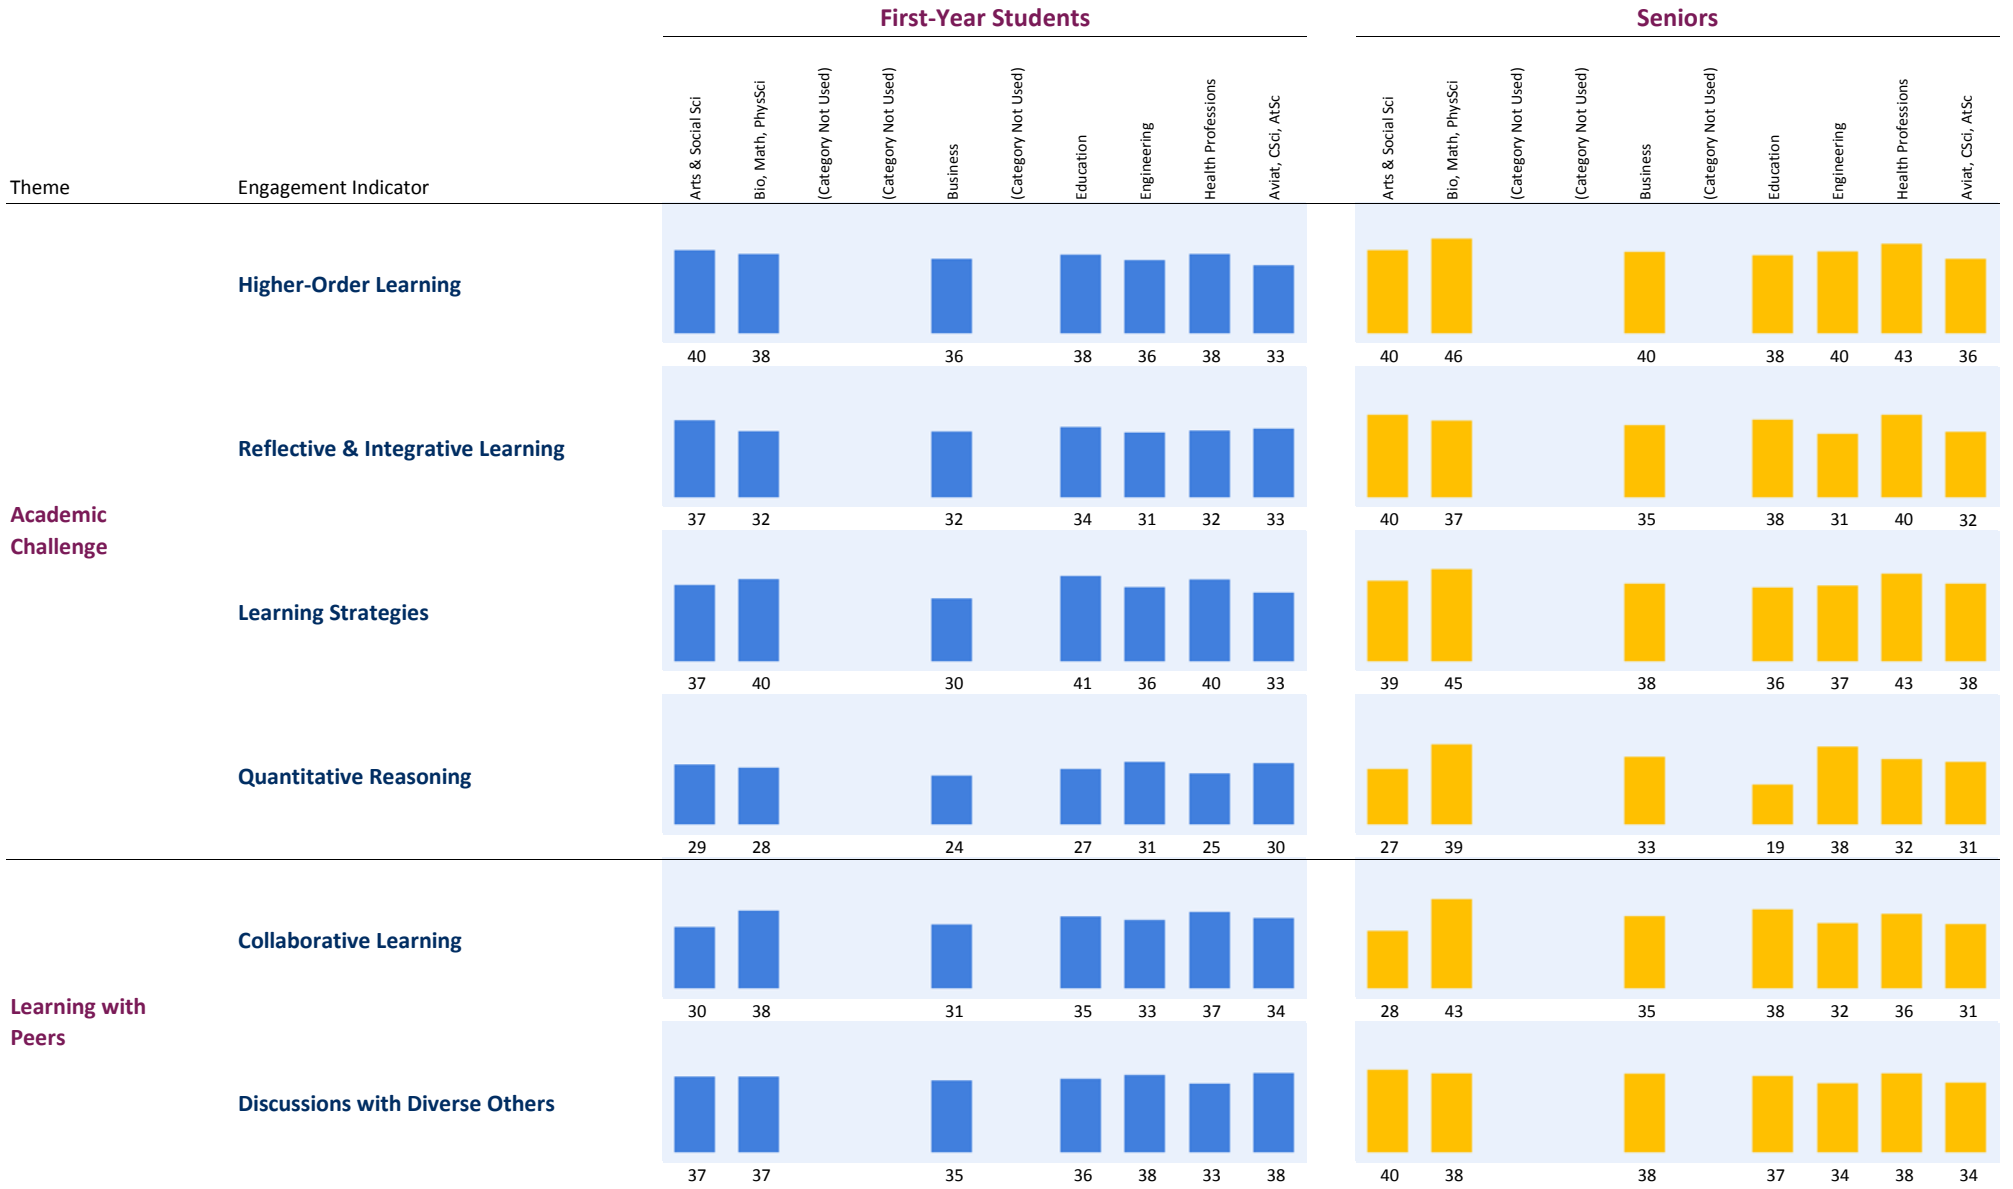 First-Year Students Seniors
Theme Engagement Indicator Arts & Social Sci Bio, Math, PhysSci (Category Not Used) (Category Not Used) Business (Category Not Used) Education Engineering Health Professions Aviat, CSci, AtSc Arts & Social Sci Bio, Math, PhysSci (Category Not Used) (Category Not Used) Business (Category Not Used) Education Engineering Health Professions Aviat, CSci, AtSc
Higher-Order Learning
40 38 36 38 36 38 33 40 46 40 38 40 43 36
Reflective & Integrative Learning
37 32 32 34 31 32 33 40 37 35 38 31 40 32
Academic
Challenge
Learning Strategies
37 40 30 41 36 40 33 39 45 38 36 37 43 38
Quantitative Reasoning
29 28 24 27 31 25 30 27 39 33 19 38 32 31
Collaborative Learning
30 38 31 35 33 37 34 28 43 35 38 32 36 31
Learning with
Peers
Discussions with Diverse Others
37 37 35 36 38 33 38 40 38 38 37 34 38 34